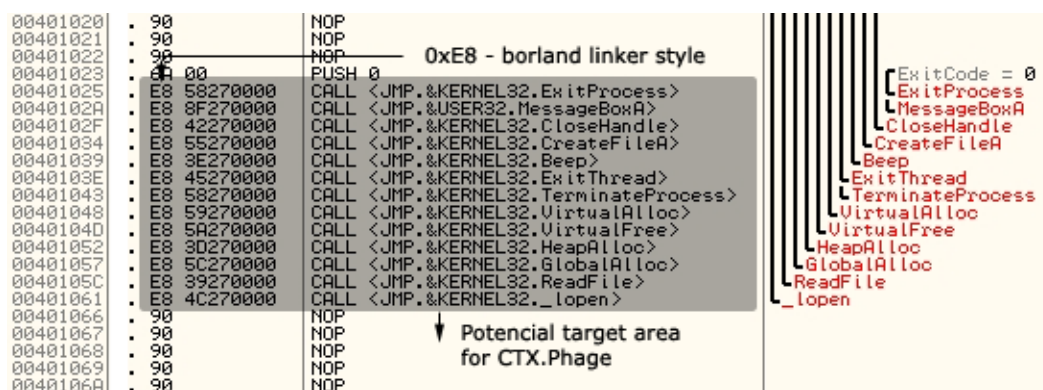 00401020 . 90 NOP
00401021 . 90 NOP
00401022 . 90 NOP 0xE8 - borland linker style
00401023 . 6A 00 PUSH 0 ExitCode = 0
00401025 . E8 58270000 CALL <JMP.&KERNEL32.ExitProcess> ExitProcess
0040102A . E8 8F270000 CALL <JMP.&USER32.MessageBoxA> MessageBoxA
0040102F . E8 42270000 CALL <JMP.&KERNEL32.CloseHandle> CloseHandle
00401034 . E8 55270000 CALL <JMP.&KERNEL32.CreateFileA> CreateFileA
00401039 . E8 3E270000 CALL <JMP.&KERNEL32.Beep> Beep
0040103E . E8 45270000 CALL <JMP.&KERNEL32.ExitThread> ExitThread
00401043 . E8 58270000 CALL <JMP.&KERNEL32.TerminateProcess> TerminateProcess
00401048 . E8 59270000 CALL <JMP.&KERNEL32.VirtualAlloc> VirtualAlloc
0040104D . E8 5A270000 CALL <JMP.&KERNEL32.VirtualFree> VirtualFree
00401052 . E8 3D270000 CALL <JMP.&KERNEL32.HeapAlloc> HeapAlloc
00401057 . E8 5C270000 CALL <JMP.&KERNEL32.GlobalAlloc> GlobalAlloc
0040105C . E8 39270000 CALL <JMP.&KERNEL32.ReadFile> ReadFile
00401061 . E8 4C270000 CALL <JMP.&KERNEL32._lopen> _lopen
00401066 . 90 NOP
00401067 . 90 NOP Potencial target area
00401068 . 90 NOP for CTX.Phage
00401069 . 90 NOP
0040106A . 90 NOP